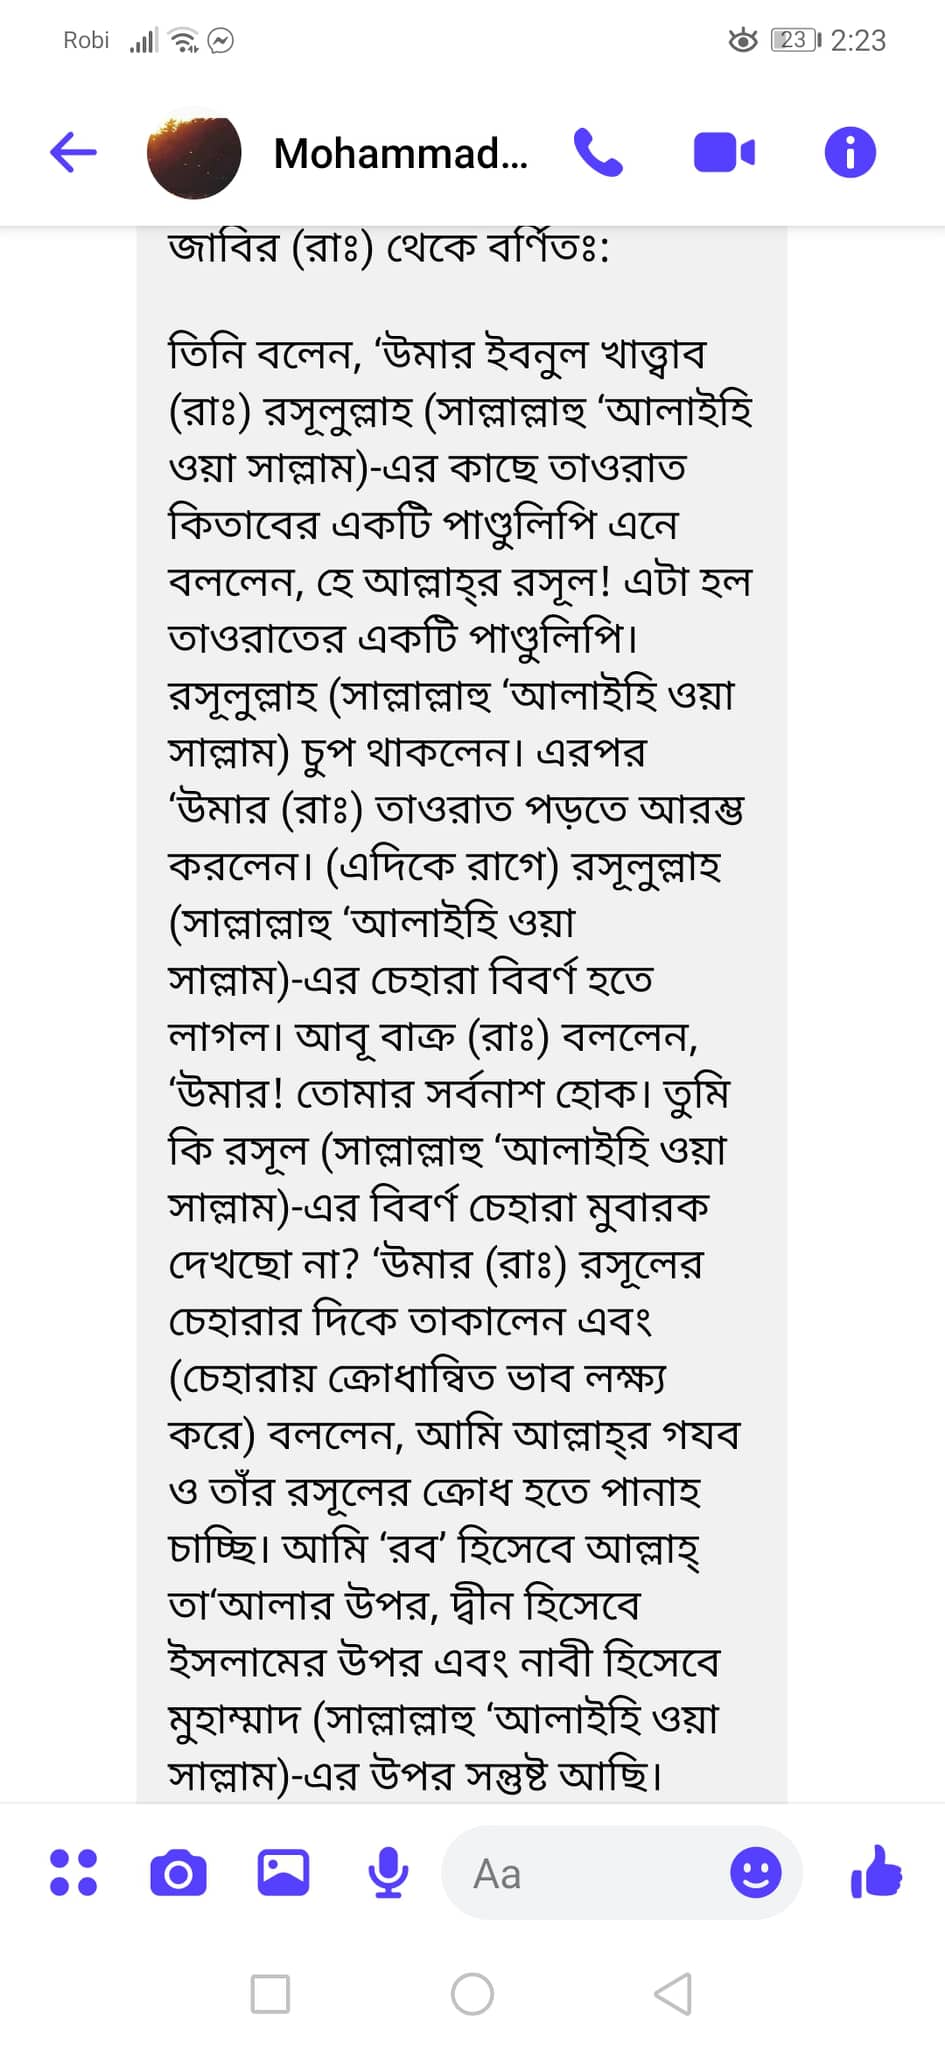 Robi 23 2:23
Mohammad...
জাবির (রাঃ) থেকে বর্ণিতঃ:
তিনি বলেন, ‘উমার ইবনুল খাত্ত্বাব
(রাঃ) রসূলুল্লাহ (সাল্লাল্লাহু ‘আলাইহি
ওয়া সাল্লাম)-এর কাছে তাওরাত
কিতাবের একটি পাণ্ডুলিপি এনে
বললেন, হে আল্লাহ্‌র রসূল! এটা হল
তাওরাতের একটি পাণ্ডুলিপি।
রসূলুল্লাহ (সাল্লাল্লাহু ‘আলাইহি ওয়া
সাল্লাম) চুপ থাকলেন। এরপর
‘উমার (রাঃ) তাওরাত পড়তে আরম্ভ
করলেন। (এদিকে রাগে) রসূলুল্লাহ
(সাল্লাল্লাহু ‘আলাইহি ওয়া
সাল্লাম)-এর চেহারা বিবর্ণ হতে
লাগল। আবূ বাক্র (রাঃ) বললেন,
‘উমার! তোমার সর্বনাশ হোক। তুমি
কি রসূল (সাল্লাল্লাহু ‘আলাইহি ওয়া
সাল্লাম)-এর বিবর্ণ চেহারা মুবারক
দেখছো না? ‘উমার (রাঃ) রসূলের
চেহারার দিকে তাকালেন এবং
(চেহারায় ক্রোধান্বিত ভাব লক্ষ্য
করে) বললেন, আমি আল্লাহ্‌র গযব
ও তাঁর রসূলের ক্রোধ হতে পানাহ
চাচ্ছি। আমি ‘রব’ হিসেবে আল্লাহ্
তা‘আলার উপর, দ্বীন হিসেবে
ইসলামের উপর এবং নাবী হিসেবে
মুহাম্মাদ (সাল্লাল্লাহু ‘আলাইহি ওয়া
সাল্লাম)-এর উপর সন্তুষ্ট আছি।
Aa